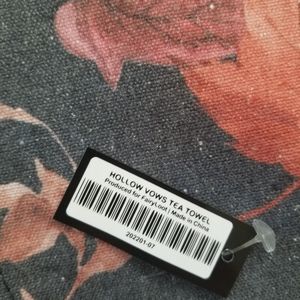 HOLLOW VOWS TEA TOWEL
Produced for FairyLoot | Made in China
202201-07